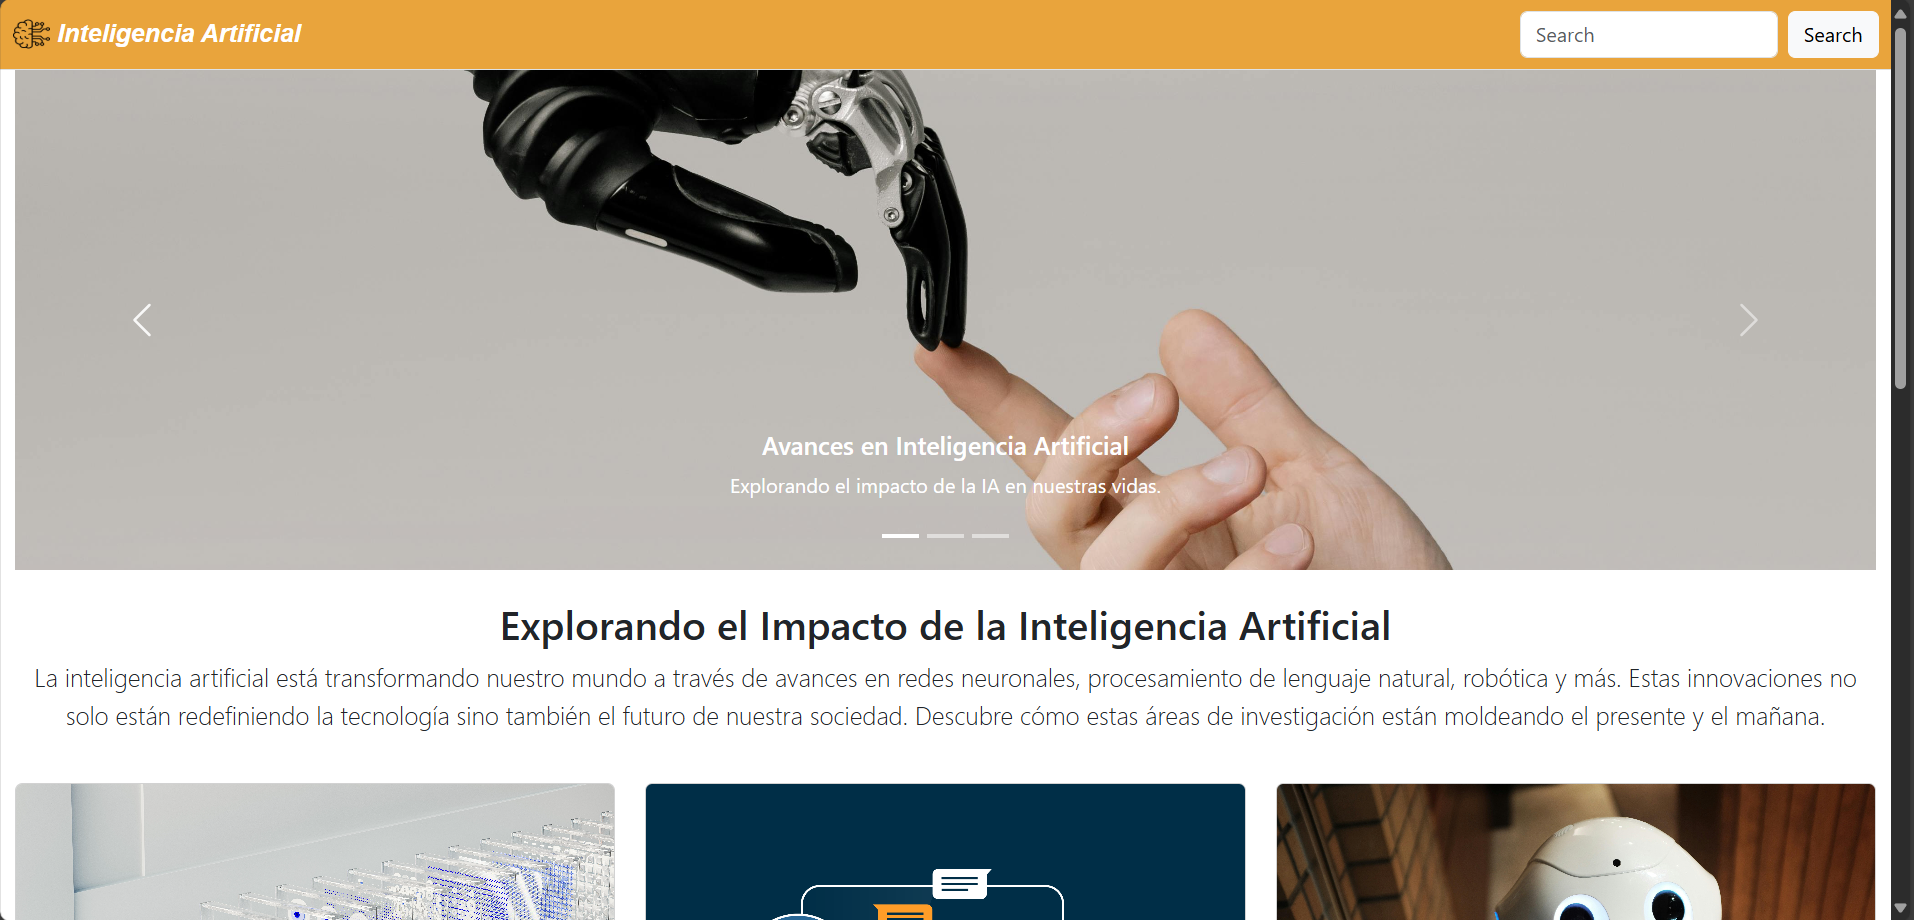 Inteligencia Artificial
Search
Search
Avances en Inteligencia Artificial
Explorando el impacto de la IA en nuestras vidas.
Explorando el Impacto de la Inteligencia Artificial
La inteligencia artificial está transformando nuestro mundo a través de avances en redes neuronales, procesamiento de lenguaje natural, robótica y más. Estas innovaciones no
solo están redefiniendo la tecnología sino también el futuro de nuestra sociedad. Descubre cómo estas áreas de investigación están moldeando el presente y el mañana.